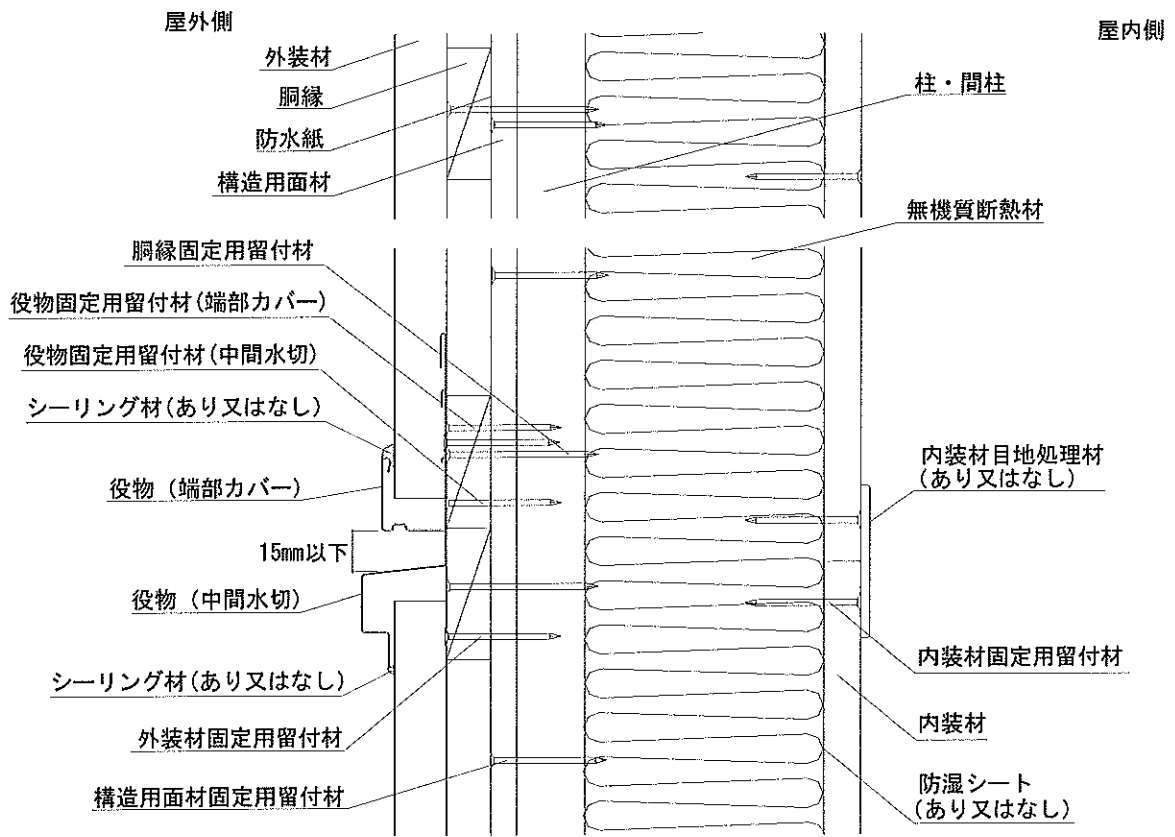 屋外側
屋内側
外装材
胴縁
防水紙
構造用面材
胴縁固定用留付材
役物固定用留付材(端部カバー)
役物固定用留付材(中間水切)
シーリング材(あり又はなし)
役物(端部カバー)
15mm以下
役物(中間水切)
シーリング材(あり又はなし)
外装材固定用留付材
構造用面材固定用留付材
柱・間柱
無機質断熱材
内装材目地処理材
(あり又はなし)
内装材固定用留付材
内装材
防湿シート
(あり又はなし)